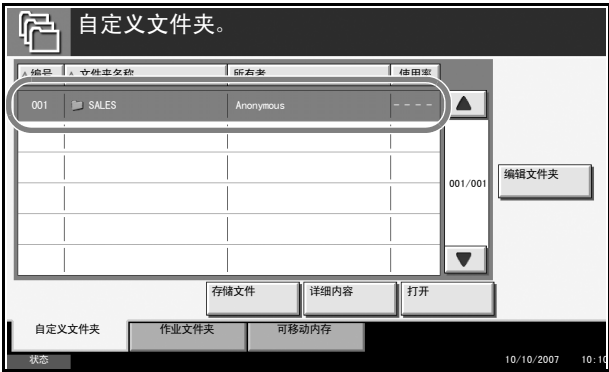 自定义文件夹。
编号 文件夹名称 所有者 使用率
001 SALES Anonymous - - - -
001/001
编辑文件夹
存储文件 详细内容 打开
自定义文件夹 作业文件夹 可移动内存
状态 10/10/2007 10:10